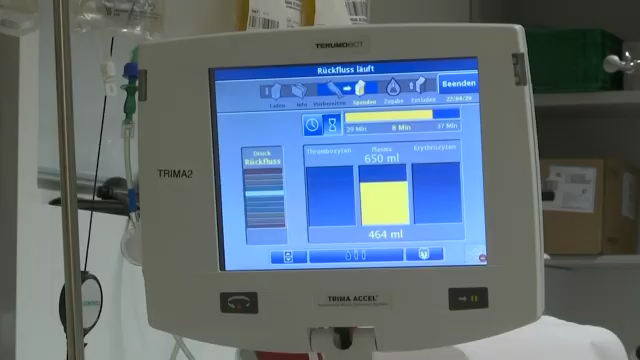 TERUMOBCT
Rückfluss läuft
Laden
Info
Vorbereiten
Spenden
Zugabe
Entladen
Beenden
22/04/20
29 Min
8 Min
37 Min
Druck
Rückfluss
Thrombozyten
Plasma
650 ml
Erythrozyten
464 ml
TRIMA2
TRIMA ACCEL